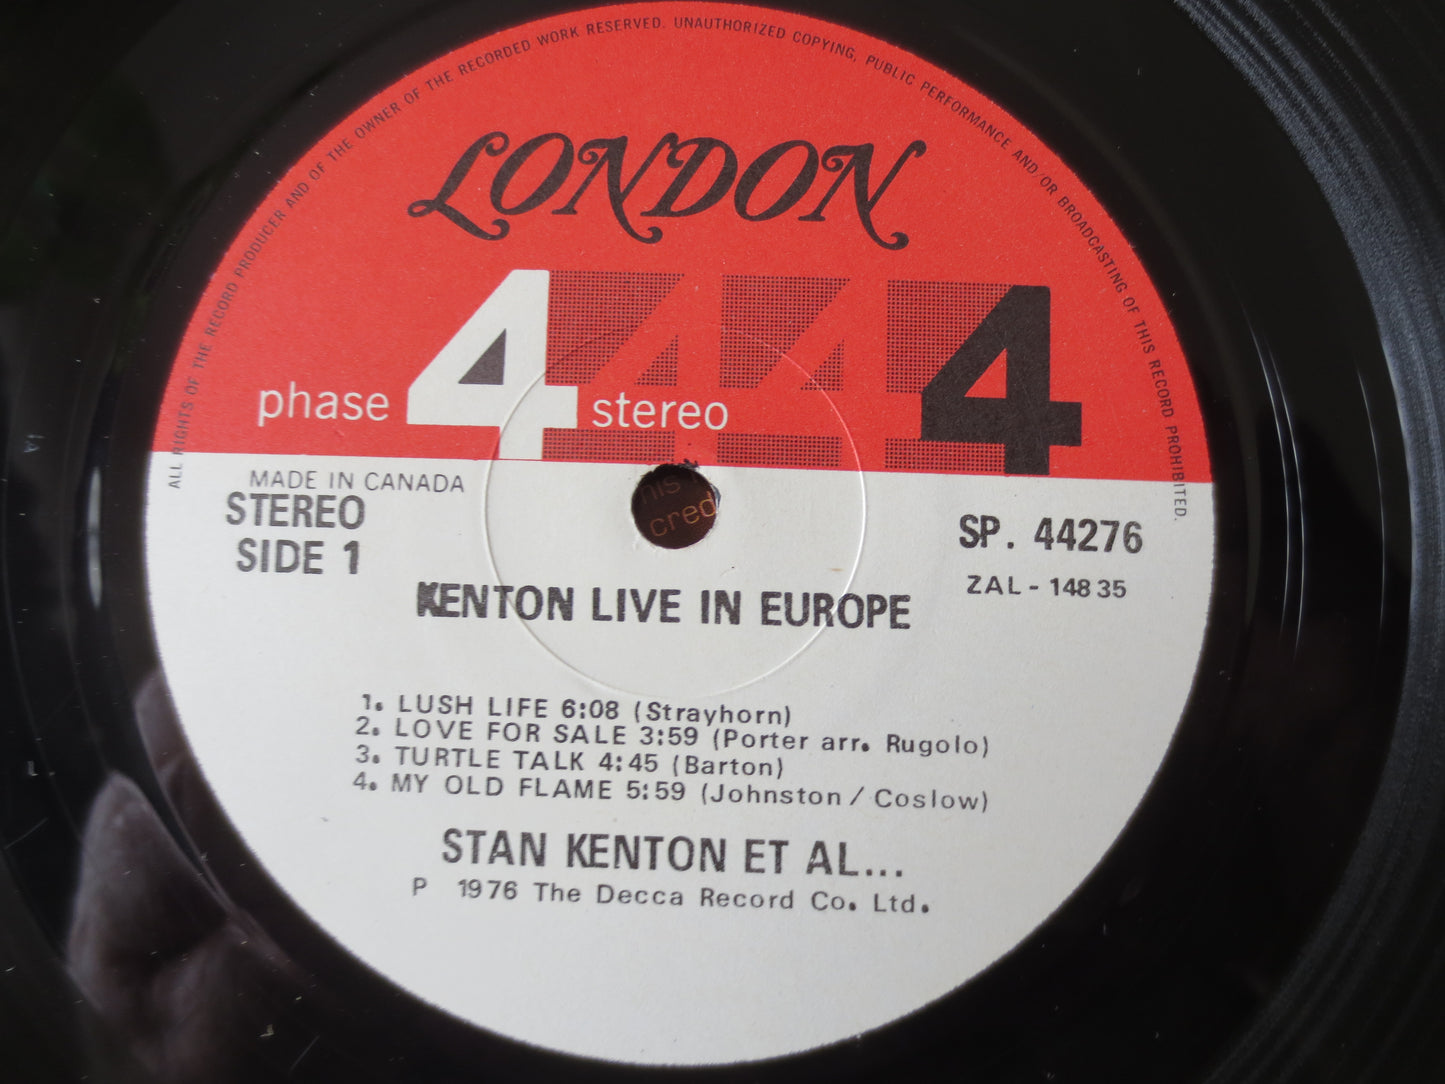 ALL RIGHTS OF THE RECORD PRODUCER AND OF THE OWNER OF THE RECORDED WORK RESERVED. UNAUTHORIZED COPYING, PUBLIC PERFORMANCE AND/OR BROADCASTING OF THIS RECORD PROHIBITED.
LONDON
phase 4 stereo 4
MADE IN CANADA
STEREO
SIDE 1
SP. 44276
ZAL - 14835
cred
KENTON LIVE IN EUROPE
1. LUSH LIFE 6:08 (Strayhorn)
2. LOVE FOR SALE 3:59 (Porter arr. Rugolo)
3. TURTLE TALK 4:45 (Barton)
4. MY OLD FLAME 5:59 (Johnston / Coslow)
STAN KENTON ET AL...
P 1976 The Decca Record Co. Ltd.